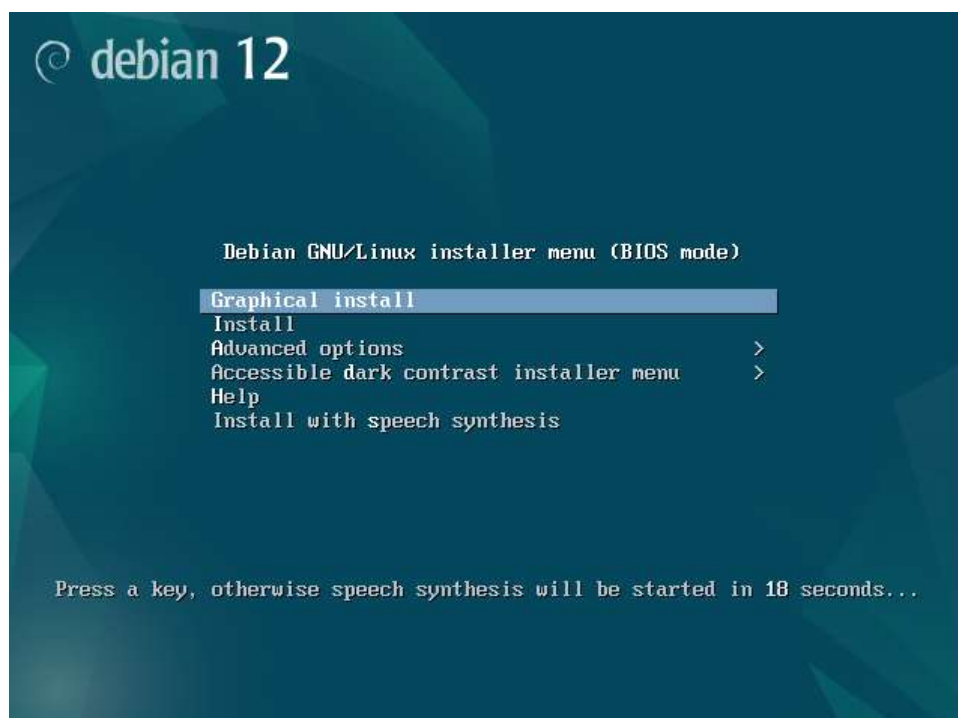 debian 12
Debian GNU/Linux installer menu (BIOS mode)
Graphical install
Install
Advanced options >
Accessible dark contrast installer menu >
Help
Install with speech synthesis
Press a key, otherwise speech synthesis will be started in 18 seconds...